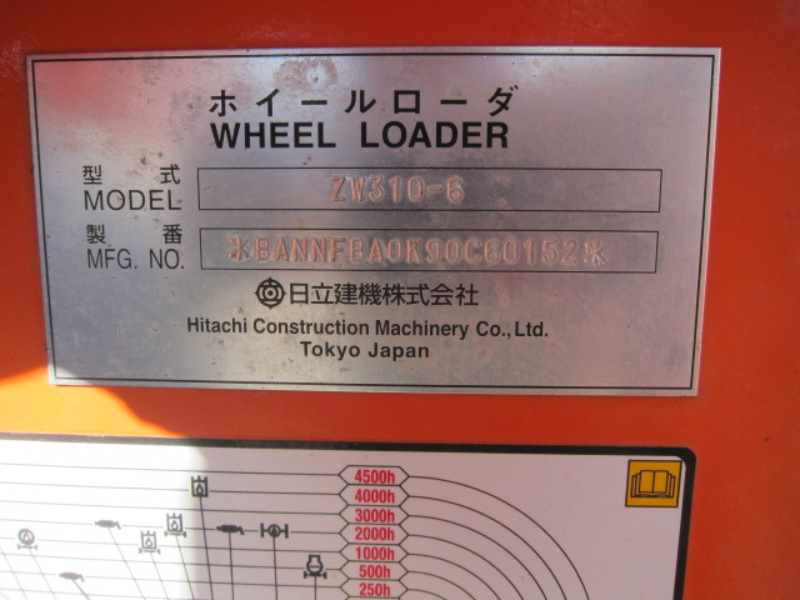 ホイールローダ
WHEEL LOADER
型式
MODEL ZW310-6
製番
MFG. NO. *BANNFBA0K90C60152*
日立建機株式会社
Hitachi Construction Machinery Co., Ltd.
Tokyo Japan
4500h
4000h
3000h
2000h
1000h
500h
250h